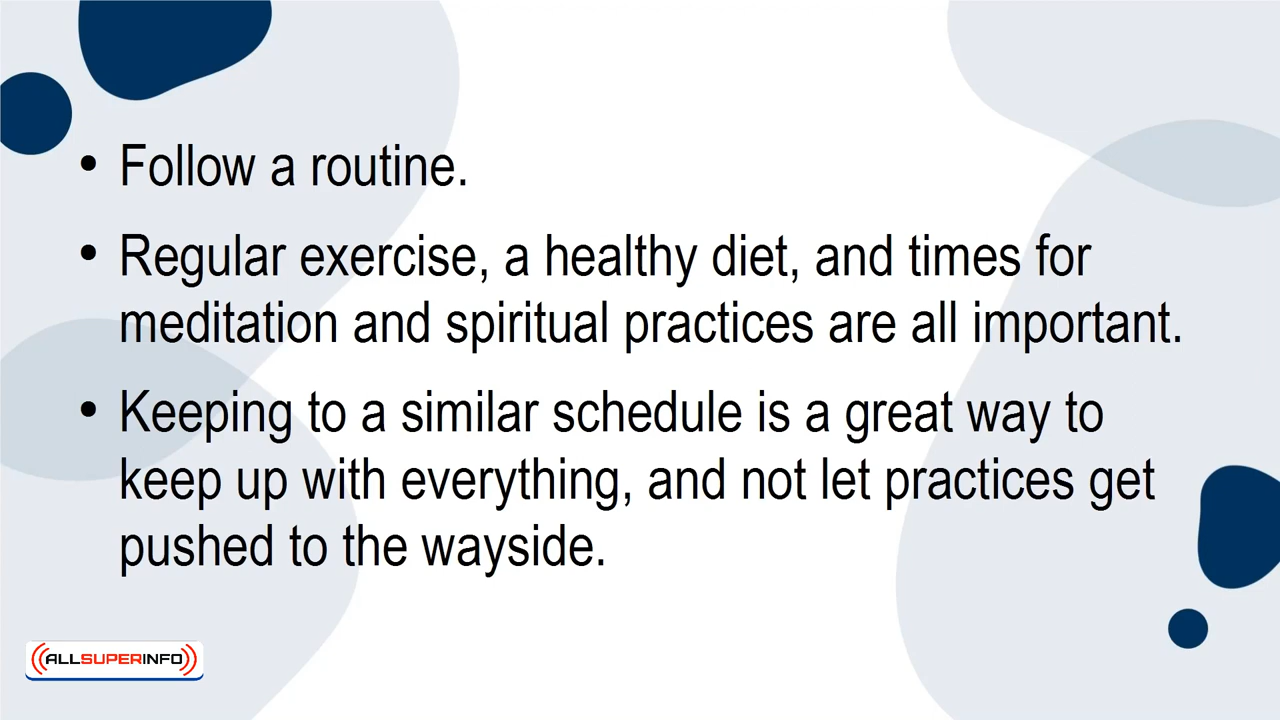 • Follow a routine.
• Regular exercise, a healthy diet, and times for
meditation and spiritual practices are all important.
• Keeping to a similar schedule is a great way to
keep up with everything, and not let practices get
pushed to the wayside.
ALLSUPERINFO